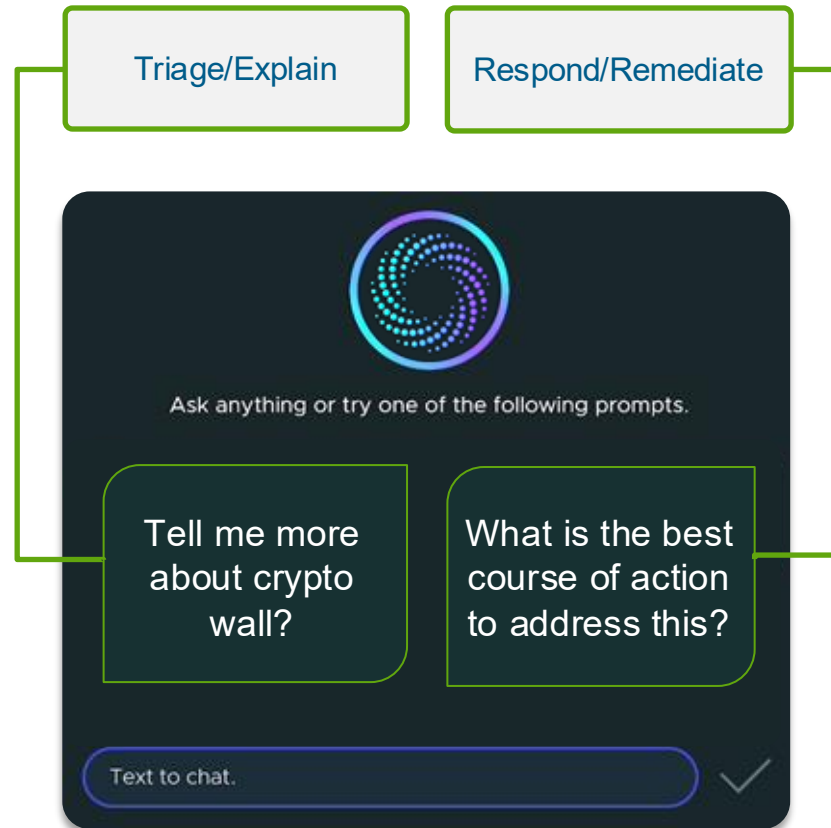 Triage/Explain
Respond/Remediate
Ask anything or try one of the following prompts.
Tell me more
about crypto
wall?
What is the best
course of action
to address this?
Text to chat.